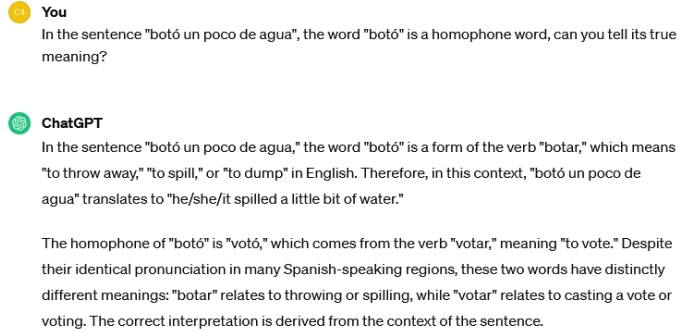 C4 You
In the sentence "botó un poco de agua", the word "botó" is a homophone word, can you tell its true
meaning?
ChatGPT
In the sentence "botó un poco de agua," the word "botó" is a form of the verb "botar," which means
"to throw away," "to spill," or "to dump" in English. Therefore, in this context, "botó un poco de
agua" translates to "he/she/it spilled a little bit of water."
The homophone of "botó" is "votó," which comes from the verb "votar," meaning "to vote." Despite
their identical pronunciation in many Spanish-speaking regions, these two words have distinctly
different meanings: "botar" relates to throwing or spilling, while "votar" relates to casting a vote or
voting. The correct interpretation is derived from the context of the sentence.